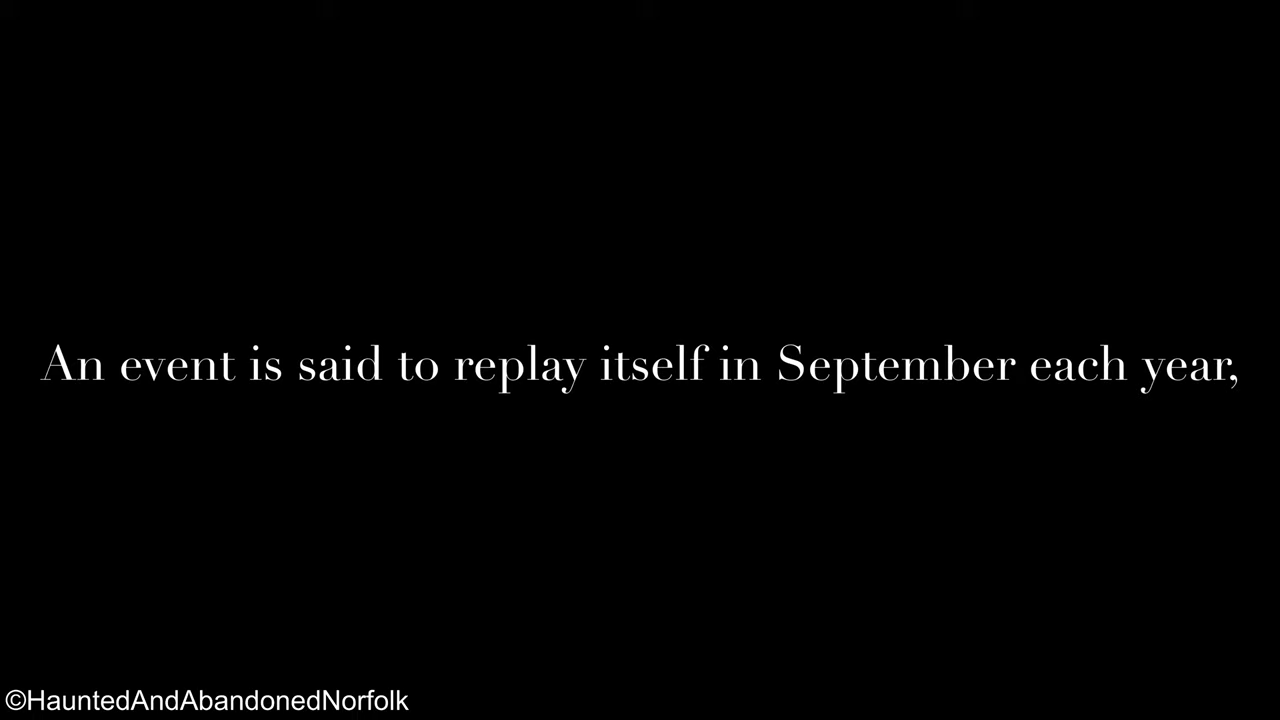 An event is said to replay itself in September each year,
©HauntedAndAbandonedNorfolk